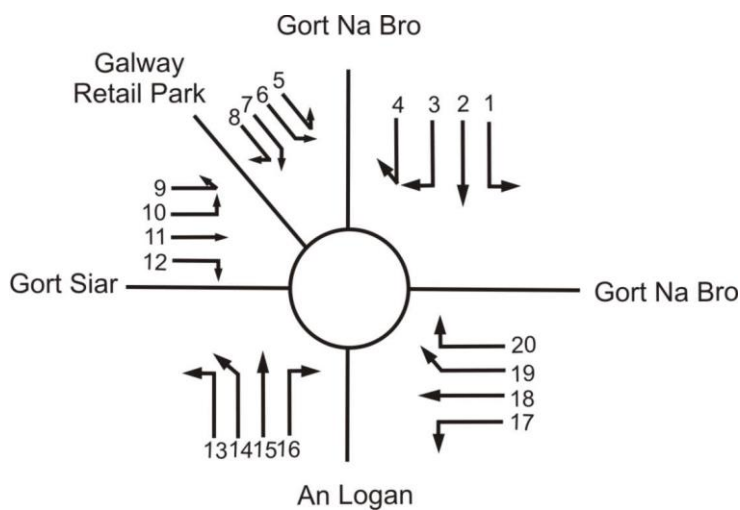 Gort Na Bro
Galway
Retail Park
5
6
7
8
4 3 2 1
9
10
11
12
Gort Siar
Gort Na Bro
20
19
18
17
13 14 15 16
An Logan